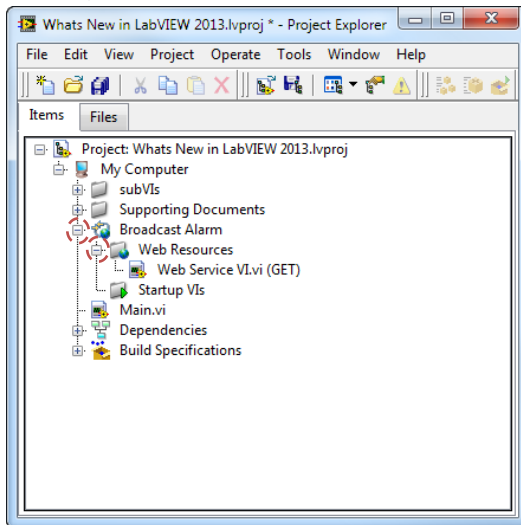 Whats New in LabVIEW 2013.lvproj * - Project Explorer
File Edit View Project Operate Tools Window Help
Items Files
Project: Whats New in LabVIEW 2013.lvproj
My Computer
subVIs
Supporting Documents
Broadcast Alarm
Web Resources
Web Service VI.vi (GET)
Startup VIs
Main.vi
Dependencies
Build Specifications